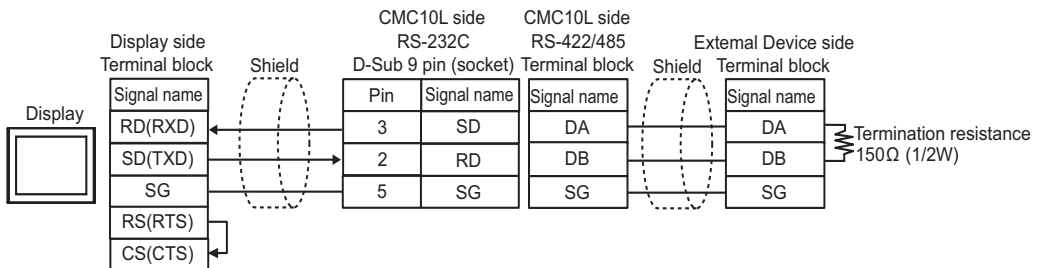 CMC10L side CMC10L side
Display side RS-232C RS-422/485 External Device side
Terminal block Shield D-Sub 9 pin (socket) Terminal block Shield Terminal block
Display Signal name Pin Signal name Signal name Signal name
RD(RXD) 3 SD DA DA Termination resistance
SD(TXD) 2 RD DB DB 150Ω (1/2W)
SG 5 SG SG SG
RS(RTS)
CS(CTS)